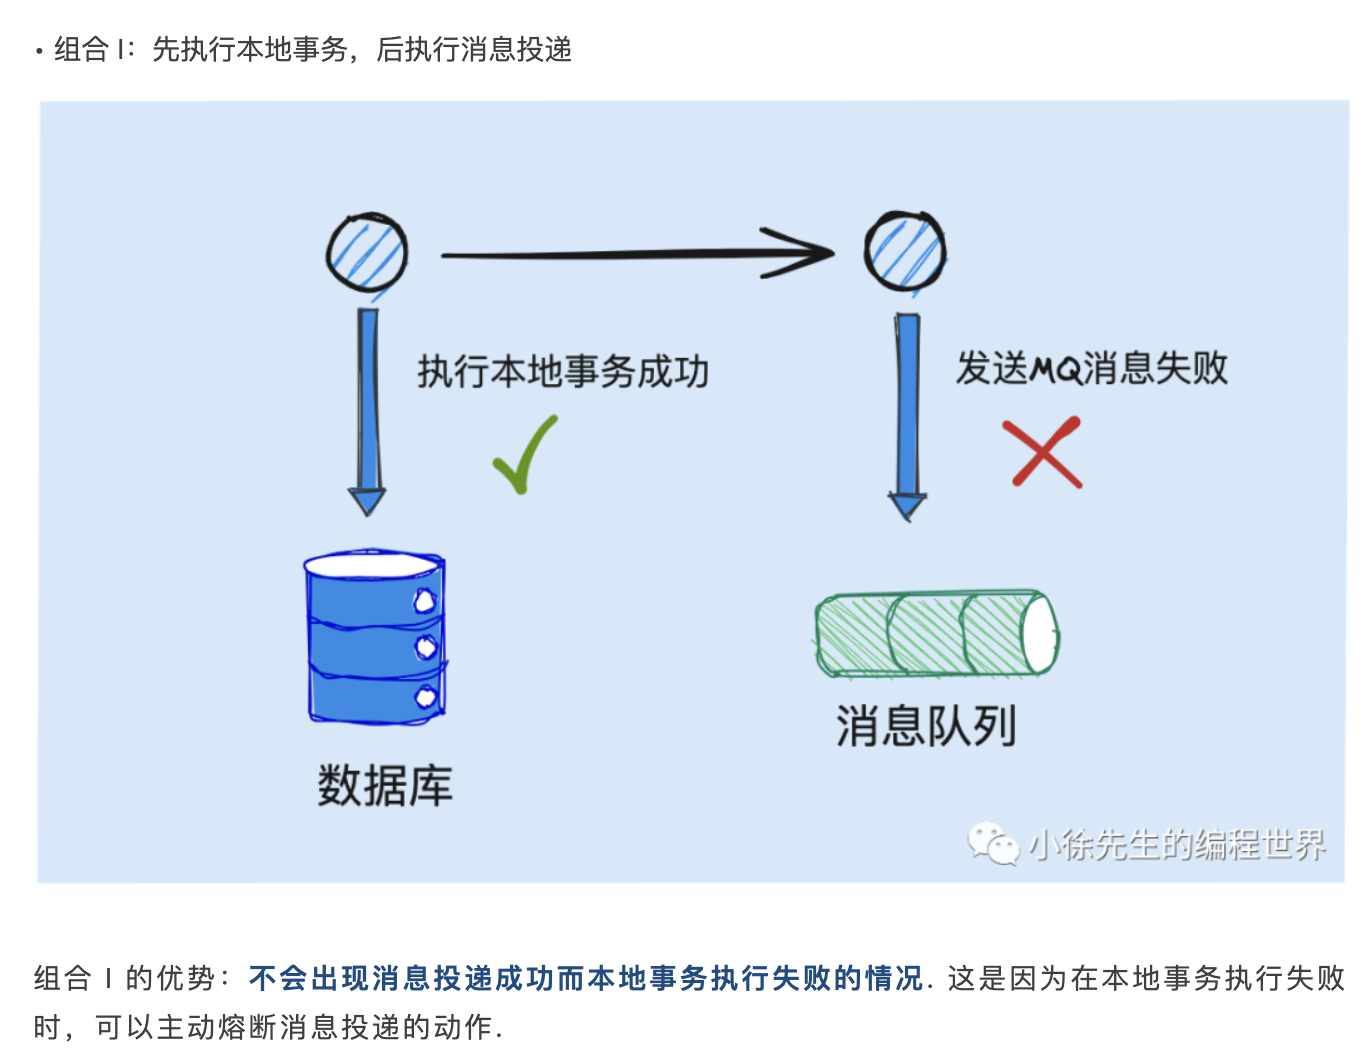 • 组合 I：先执行本地事务，后执行消息投递
执行本地事务成功
发送MQ消息失败
消息队列
数据库
小徐先生的编程世界
组合 I 的优势：不会出现消息投递成功而本地事务执行失败的情况. 这是因为在本地事务执行失败
时，可以主动熔断消息投递的动作.